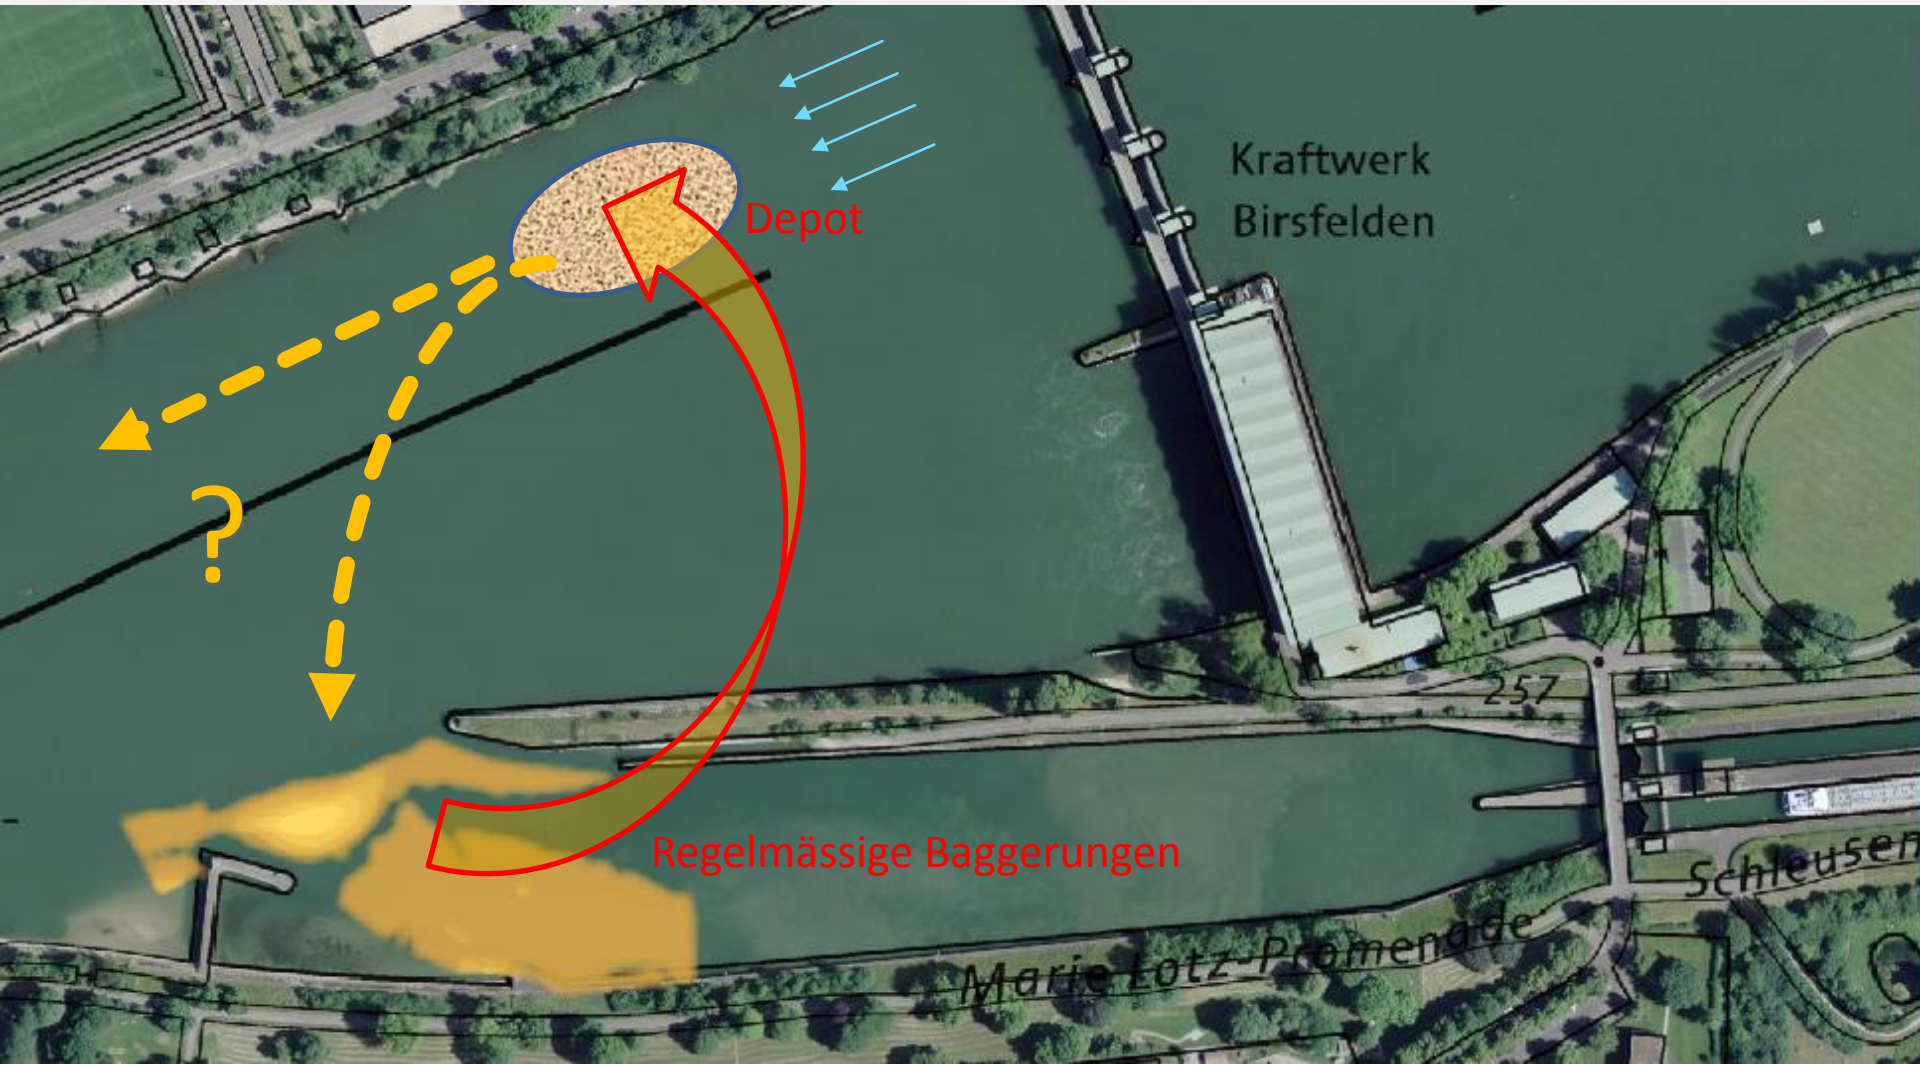 Kraftwerk
Birsfelden
Depot
?
257
Regelmässige Baggerungen
Schleusen
Marie Lotz-Promenade